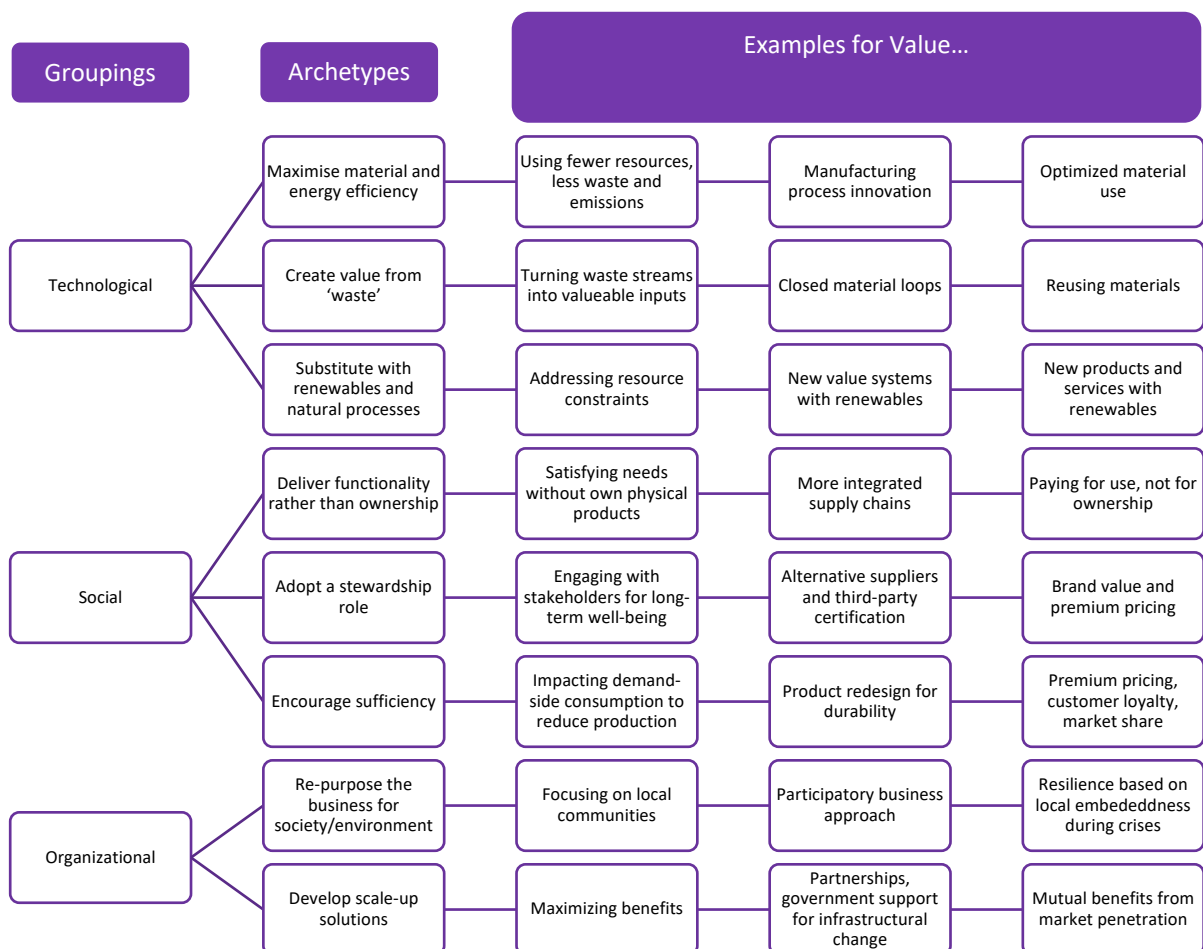 Groupings
Archetypes
Examples for Value…
Technological
Maximise material and
energy efficiency
Using fewer resources,
less waste and
emissions
Manufacturing
process innovation
Optimized material
use
Create value from
‘waste’
Turning waste streams
into valueable inputs
Closed material loops
Reusing materials
Substitute with
renewables and
natural processes
Addressing resource
constraints
New value systems
with renewables
New products and
services with
renewables
Social
Deliver functionality
rather than ownership
Satisfying needs
without own physical
products
More integrated
supply chains
Paying for use, not for
ownership
Adopt a stewardship
role
Engaging with
stakeholders for long-
term well-being
Alternative suppliers
and third-party
certification
Brand value and
premium pricing
Encourage sufficiency
Impacting demand-
side consumption to
reduce production
Product redesign for
durability
Premium pricing,
customer loyalty,
market share
Organizational
Re-purpose the
business for
society/environment
Focusing on local
communities
Participatory business
approach
Resilience based on
local embededdness
during crises
Develop scale-up
solutions
Maximizing benefits
Partnerships,
government support
for infrastructural
change
Mutual benefits from
market penetration